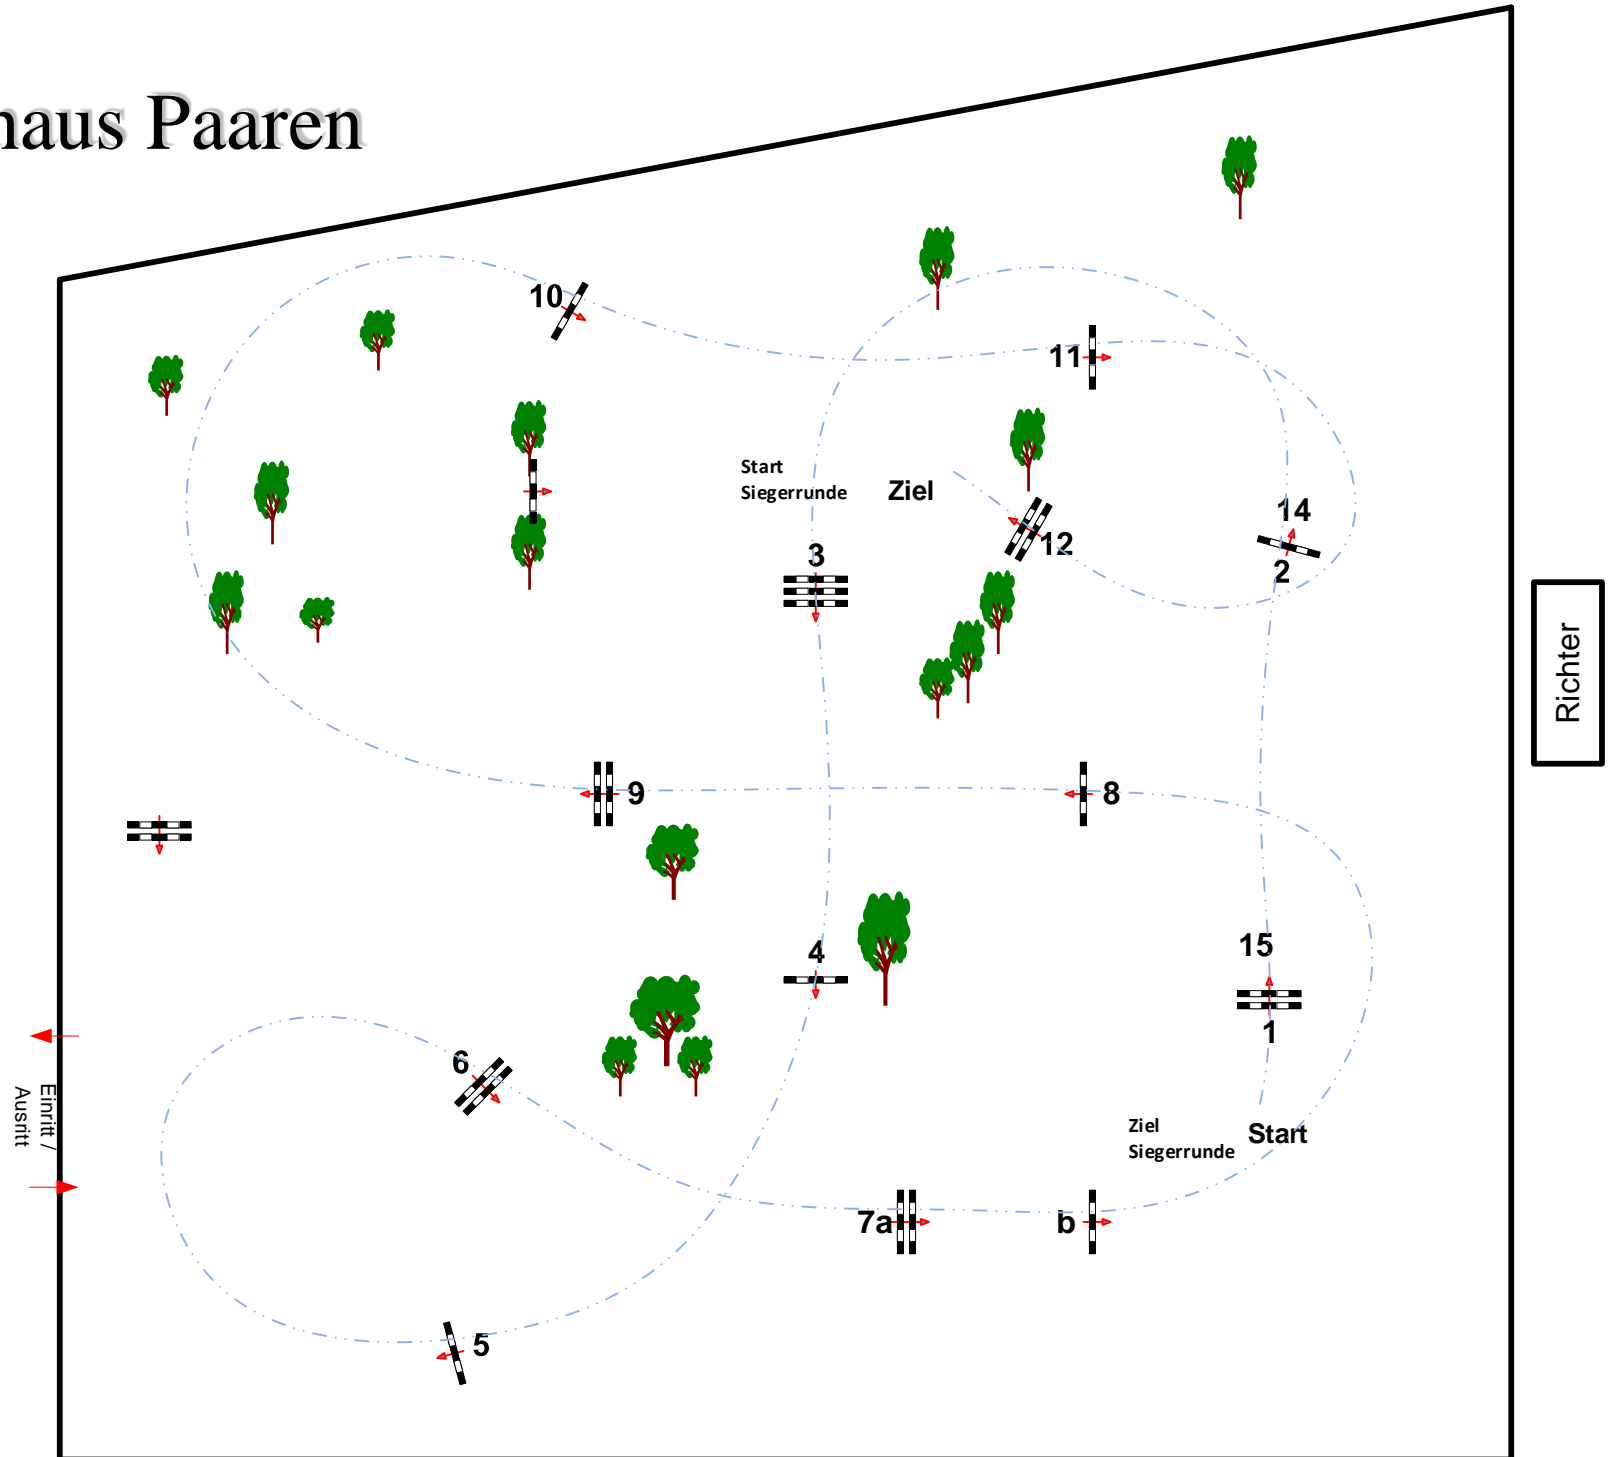 haus Paaren
10
11
Start
Siegerrunde
Ziel
14
12
3
2
Richter
9
8
4
15
1
6
Einritt /
Ausritt
Ziel
Siegerrunde
Start
7a
b
5